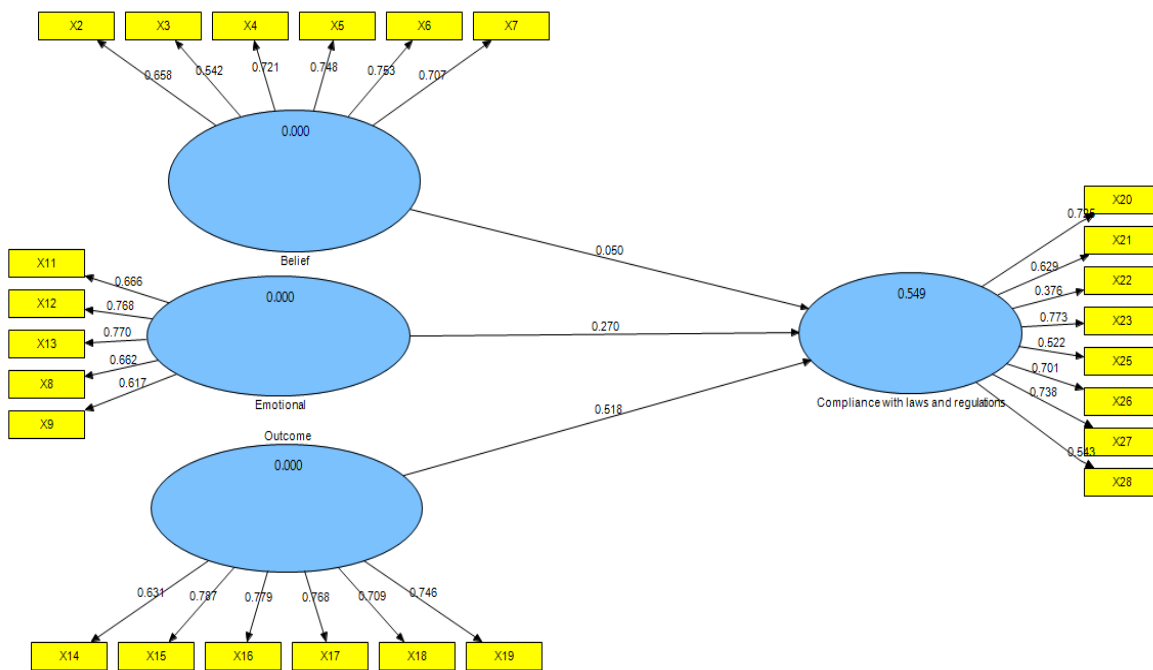 X2 X3 X4 X5 X6 X7
0.658 0.542 0.721 0.748 0.753 0.707
0.000
Belief
0.050
X11
X12
X13
X8
X9
0.666
0.768
0.770
0.662
0.617
0.000
Emotional
0.270
Outcome
0.000
0.518
0.631 0.787 0.779 0.768 0.709 0.746
X14 X15 X16 X17 X18 X19
0.549
Compliance with laws and regulations
0.629
0.376
0.773
0.522
0.701
0.738
0.543
X20
X21
X22
X23
X25
X26
X27
X28